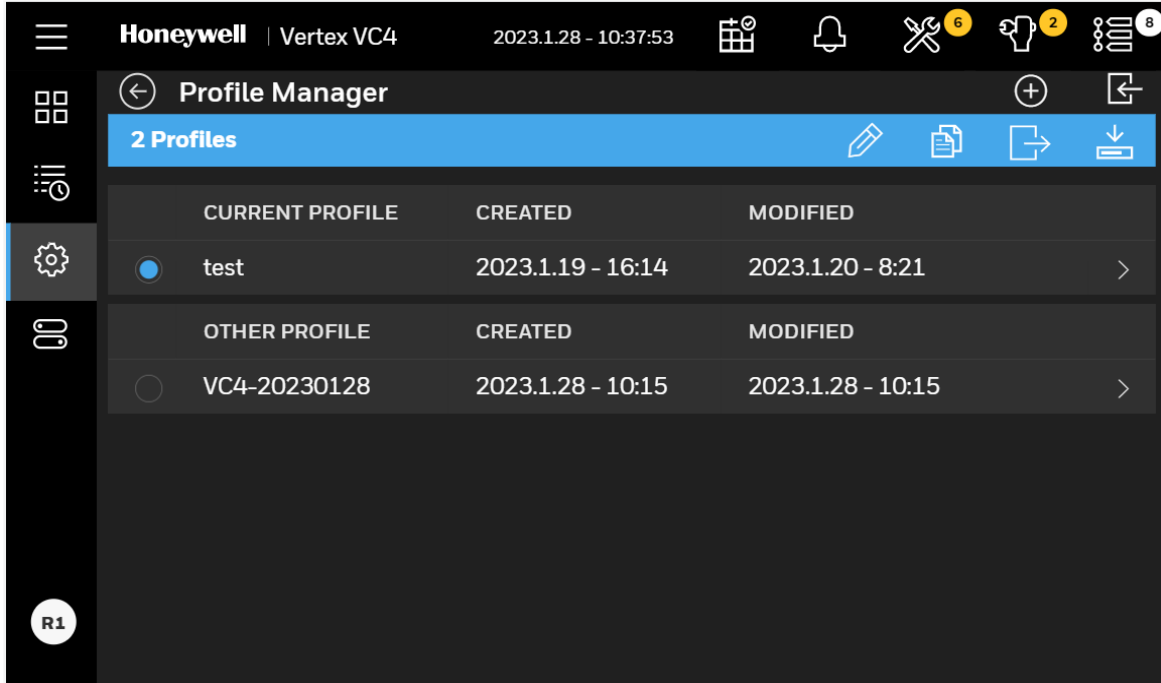 Honeywell | Vertex VC4 2023.1.28 - 10:37:53 6 2 8
Profile Manager
2 Profiles
CURRENT PROFILE CREATED MODIFIED
test 2023.1.19 - 16:14 2023.1.20 - 8:21
OTHER PROFILE CREATED MODIFIED
VC4-20230128 2023.1.28 - 10:15 2023.1.28 - 10:15
R1